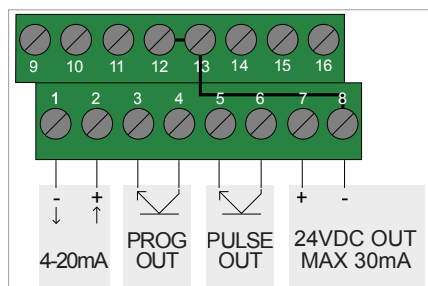 9 10 11 12 13 14 15 16
1 2 3 4 5 6 7 8
- + + -
↓ ↑
4-20mA
PROG
OUT
PULSE
OUT
24VDC OUT
MAX 30mA